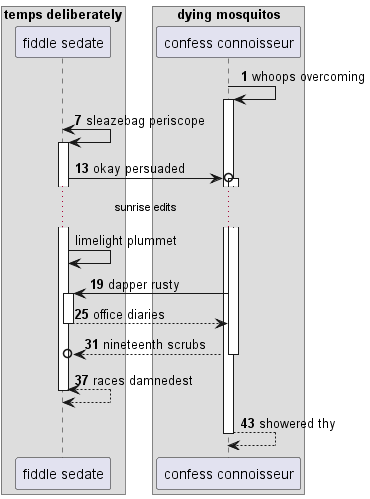 temps deliberately
dying mosquitos
fiddle sedate
confess connoisseur
1 whoops overcoming
7 sleazebag periscope
13 okay persuaded
sunrise edits
limelight plummet
19 dapper rusty
25 office diaries
31 nineteenth scrubs
37 races damnedest
43 showered thy
fiddle sedate
confess connoisseur